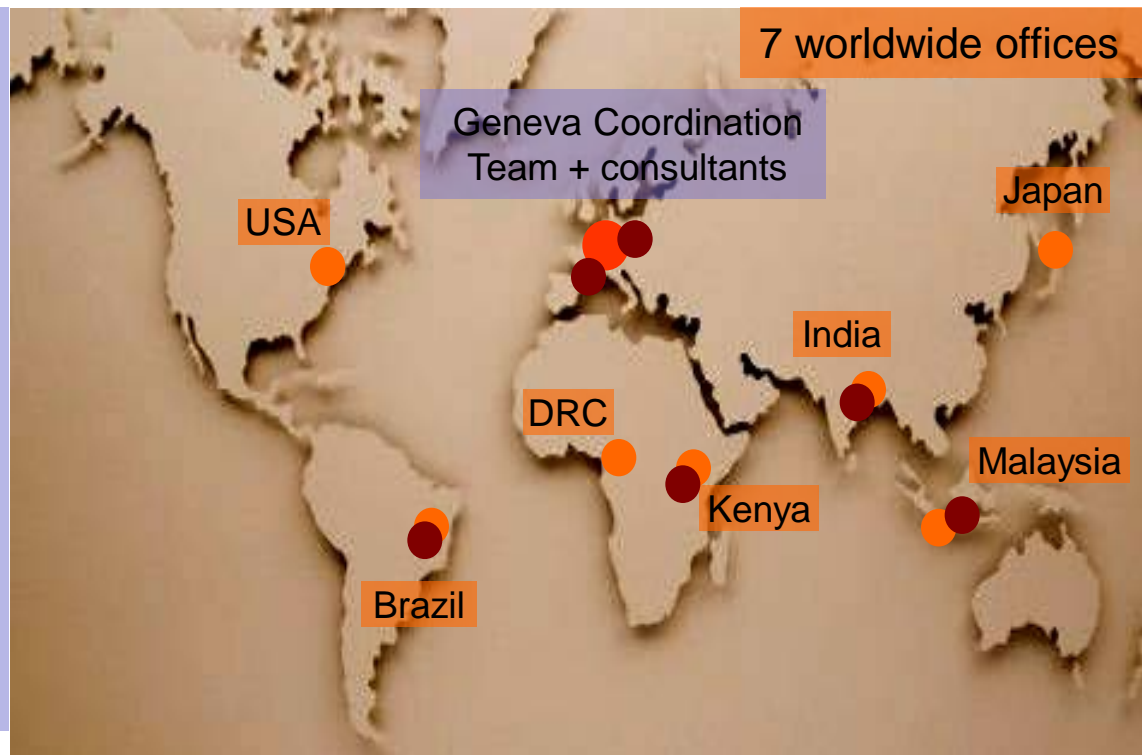 7 worldwide offices
Geneva Coordination
Team + consultants
Japan
USA
India
DRC
Malaysia
Kenya
Brazil